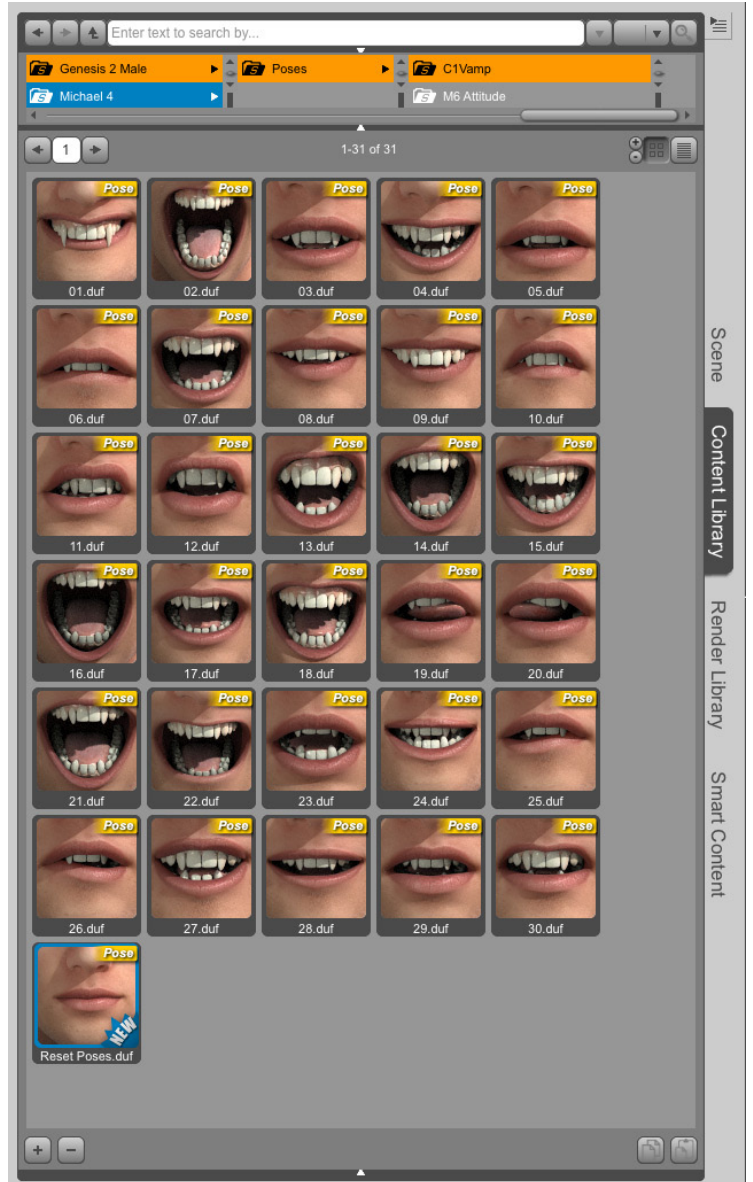 Enter text to search by...
Genesis 2 Male
Poses
C1Vamp
Michael 4
M6 Attitude
1
1-31 of 31
Pose Pose Pose Pose Pose
01.duf 02.duf 03.duf 04.duf 05.duf
Pose Pose Pose Pose Pose
06.duf 07.duf 08.duf 09.duf 10.duf
Pose Pose Pose Pose Pose
11.duf 12.duf 13.duf 14.duf 15.duf
Pose Pose Pose Pose Pose
16.duf 17.duf 18.duf 19.duf 20.duf
Pose Pose Pose Pose Pose
21.duf 22.duf 23.duf 24.duf 25.duf
Pose Pose Pose Pose Pose
26.duf 27.duf 28.duf 29.duf 30.duf
Pose
NEW
Reset Poses.duf
Scene
Content Library
Render Library
Smart Content